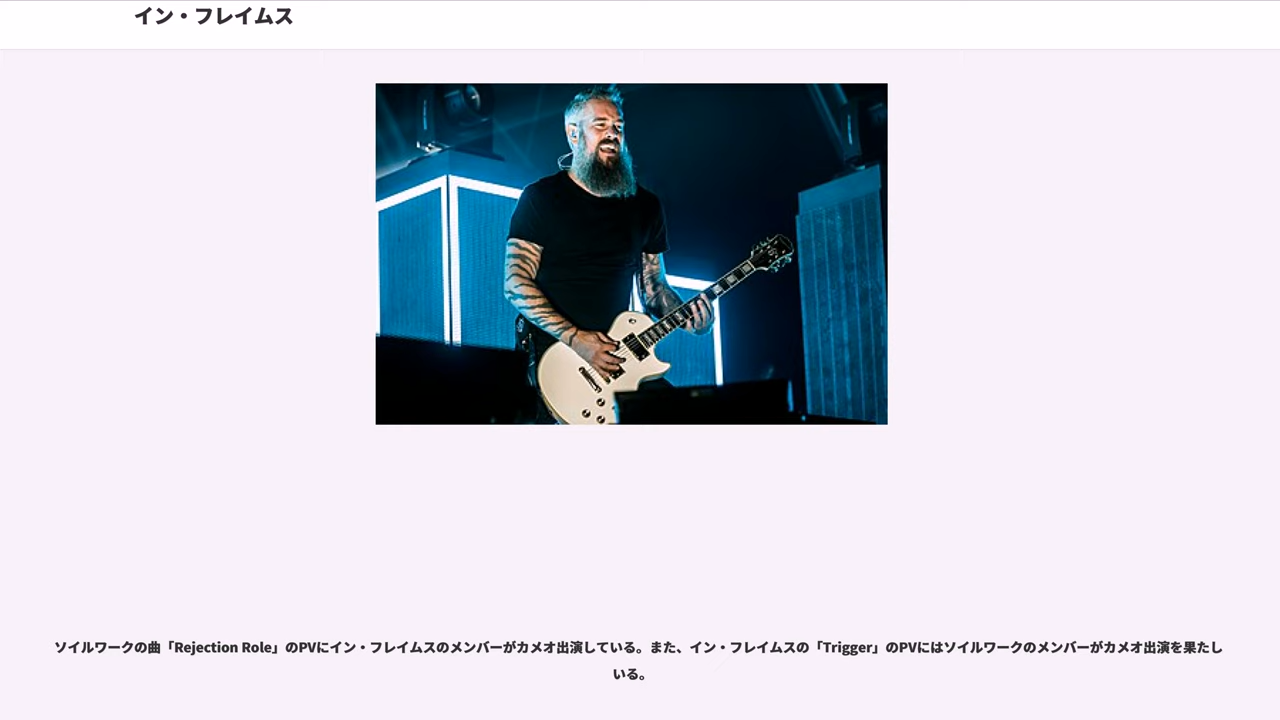 イン・フレイムス
ソイルワークの曲「Rejection Role」のPVにイン・フレイムスのメンバーがカメオ出演している。また、イン・フレイムスの「Trigger」のPVにはソイルワークのメンバーがカメオ出演を果たし
いる。